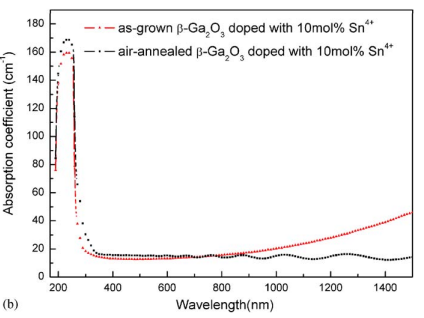 as-grown β-Ga₂O₃ doped with 10mol% Sn⁴⁺
air-annealed β-Ga₂O₃ doped with 10mol% Sn⁴⁺
Absorption coefficient (cm⁻¹)
180
160
140
120
100
80
60
40
20
0
200 400 600 800 1000 1200 1400
(b) Wavelength(nm)